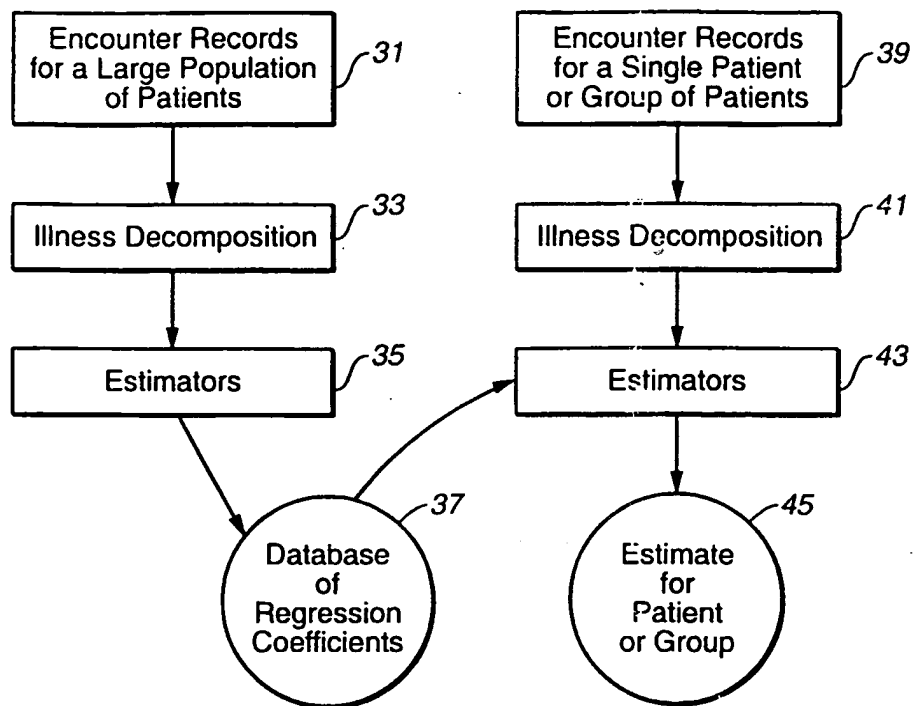 Encounter Records
for a Large Population
of Patients
31
Illness Decomposition
33
Estimators
35
Database
of
Regression
Coefficients
37
Encounter Records
for a Single Patient
or Group of Patients
39
Illness Decomposition
41
Estimators
43
Estimate
for
Patient
or Group
45